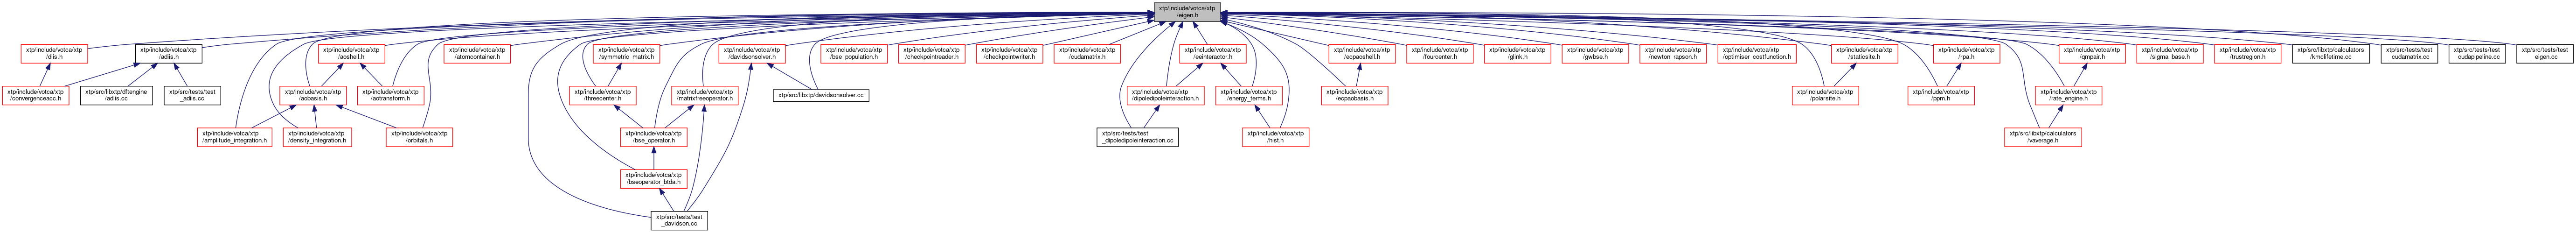 xtp/include/votca/xtp
/eigen.h
xtp/include/votca/xtp
/diis.h
xtp/include/votca/xtp
/adiis.h
xtp/include/votca/xtp
/aoshell.h
xtp/include/votca/xtp
/atomcontainer.h
xtp/include/votca/xtp
/symmetric_matrix.h
xtp/include/votca/xtp
/davidsonsolver.h
xtp/include/votca/xtp
/bse_population.h
xtp/include/votca/xtp
/checkpointreader.h
xtp/include/votca/xtp
/checkpointwriter.h
xtp/include/votca/xtp
/cudamatrix.h
xtp/include/votca/xtp
/eeinteractor.h
xtp/include/votca/xtp
/ecpaoshell.h
xtp/include/votca/xtp
/fourcenter.h
xtp/include/votca/xtp
/glink.h
xtp/include/votca/xtp
/gwbse.h
xtp/include/votca/xtp
/newton_rapson.h
xtp/include/votca/xtp
/optimiser_costfunction.h
xtp/include/votca/xtp
/staticsite.h
xtp/include/votca/xtp
/rpa.h
xtp/include/votca/xtp
/qmpair.h
xtp/include/votca/xtp
/sigma_base.h
xtp/include/votca/xtp
/trustregion.h
xtp/src/libxtp/calculators
/kmclifetime.cc
xtp/src/tests/test
_cudamatrix.cc
xtp/src/tests/test
_cudapipeline.cc
xtp/src/tests/test
_eigen.cc
xtp/include/votca/xtp
/convergenceacc.h
xtp/src/libxtp/dftengine
/adiis.cc
xtp/src/tests/test
_adiis.cc
xtp/include/votca/xtp
/aobasis.h
xtp/include/votca/xtp
/aotransform.h
xtp/include/votca/xtp
/threecenter.h
xtp/include/votca/xtp
/matrixfreeoperator.h
xtp/src/libxtp/davidsonsolver.cc
xtp/include/votca/xtp
/dipoledipoleinteraction.h
xtp/include/votca/xtp
/energy_terms.h
xtp/include/votca/xtp
/ecpaobasis.h
xtp/include/votca/xtp
/polarsite.h
xtp/include/votca/xtp
/ppm.h
xtp/include/votca/xtp
/rate_engine.h
xtp/include/votca/xtp
/amplitude_integration.h
xtp/include/votca/xtp
/density_integration.h
xtp/include/votca/xtp
/orbitals.h
xtp/include/votca/xtp
/bse_operator.h
xtp/src/tests/test
_dipoledipoleinteraction.cc
xtp/include/votca/xtp
/hist.h
xtp/src/libxtp/calculators
/vaverage.h
xtp/include/votca/xtp
/bseoperator_btda.h
xtp/src/tests/test
_davidson.cc